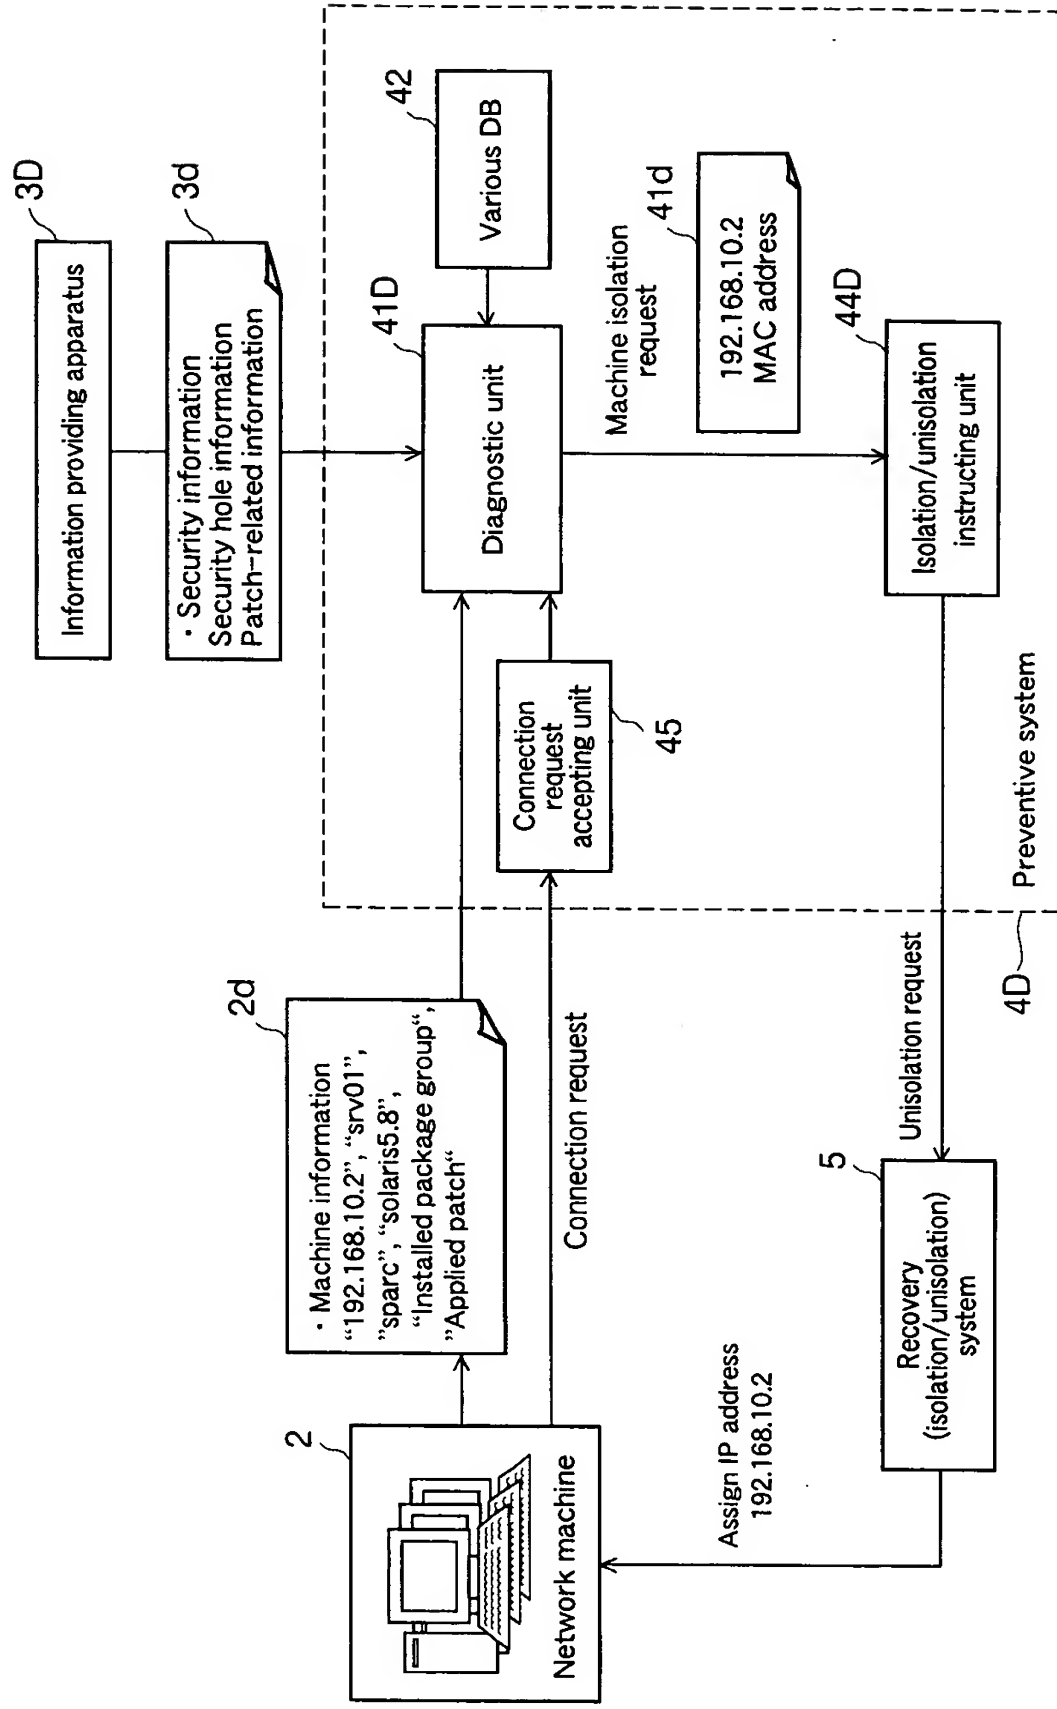 3D
Information providing apparatus
3d
・Security information
Security hole information
Patch-related information
42
Various DB
41D
Diagnostic unit
2d
・Machine information
“192.168.10.2”, “srv01”,
”sparc”, “solaris5.8”,
“Installed package group“,
”Applied patch“
2
Network machine
Connection request
Connection
request
accepting unit
45
Machine isolation
request
41d
192.168.10.2
MAC address
44D
Isolation/unisolation
instructing unit
Assign IP address
192.168.10.2
5
Recovery
(isolation/unisolation)
system
Unisolation request
4D
Preventive system